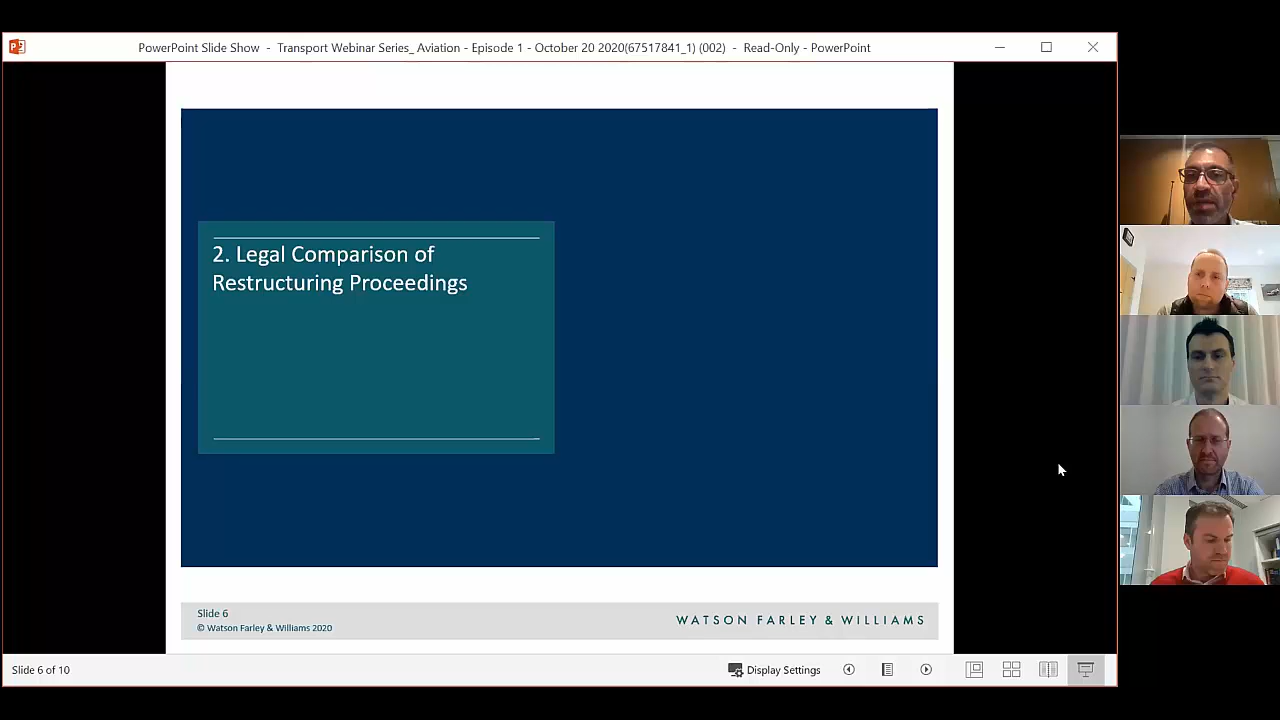 PowerPoint Slide Show - Transport Webinar Series_ Aviation - Episode 1 - October 20 2020(67517841_1) (002) - Read-Only - PowerPoint
2. Legal Comparison of
Restructuring Proceedings
Slide 6
© Watson Farley & Williams 2020
WATSON FARLEY & WILLIAMS
Slide 6 of 10
Display Settings